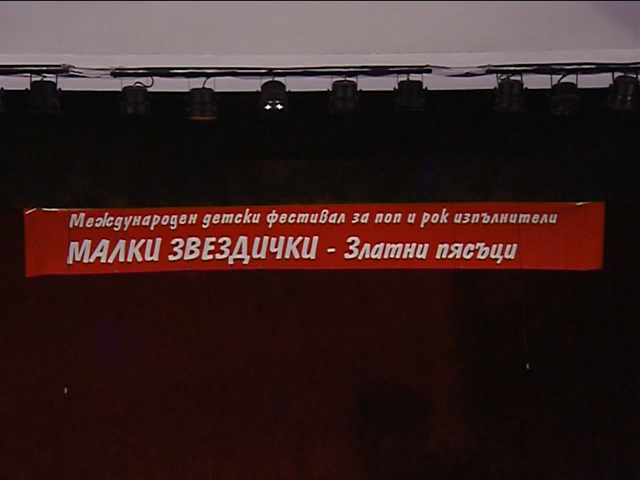 Международен детски фестивал за поп и рок изпълнители
МАЛКИ ЗВЕЗДИЧКИ - Златни пясъци